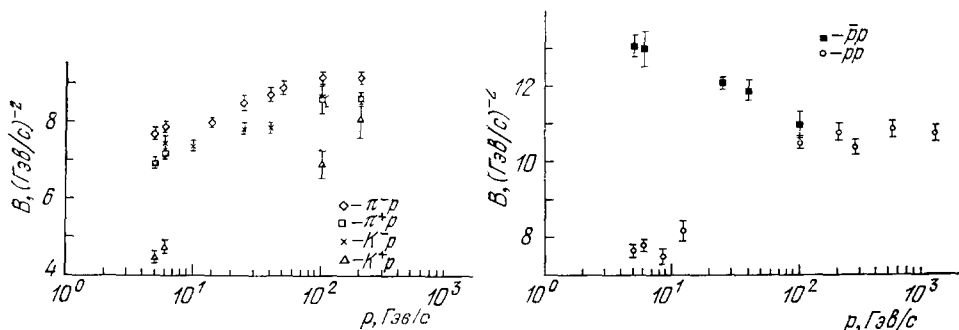 B, (Гэв/с)⁻²
8
6
4
10⁰
10¹
10²
10³
p, Гэв/с
-π⁻p
-π⁺p
-K⁻p
-K⁺p
B, (Гэв/с)⁻²
12
10
8
10⁰
10¹
10²
10³
p, Гэв/с
-p̄p
-pp